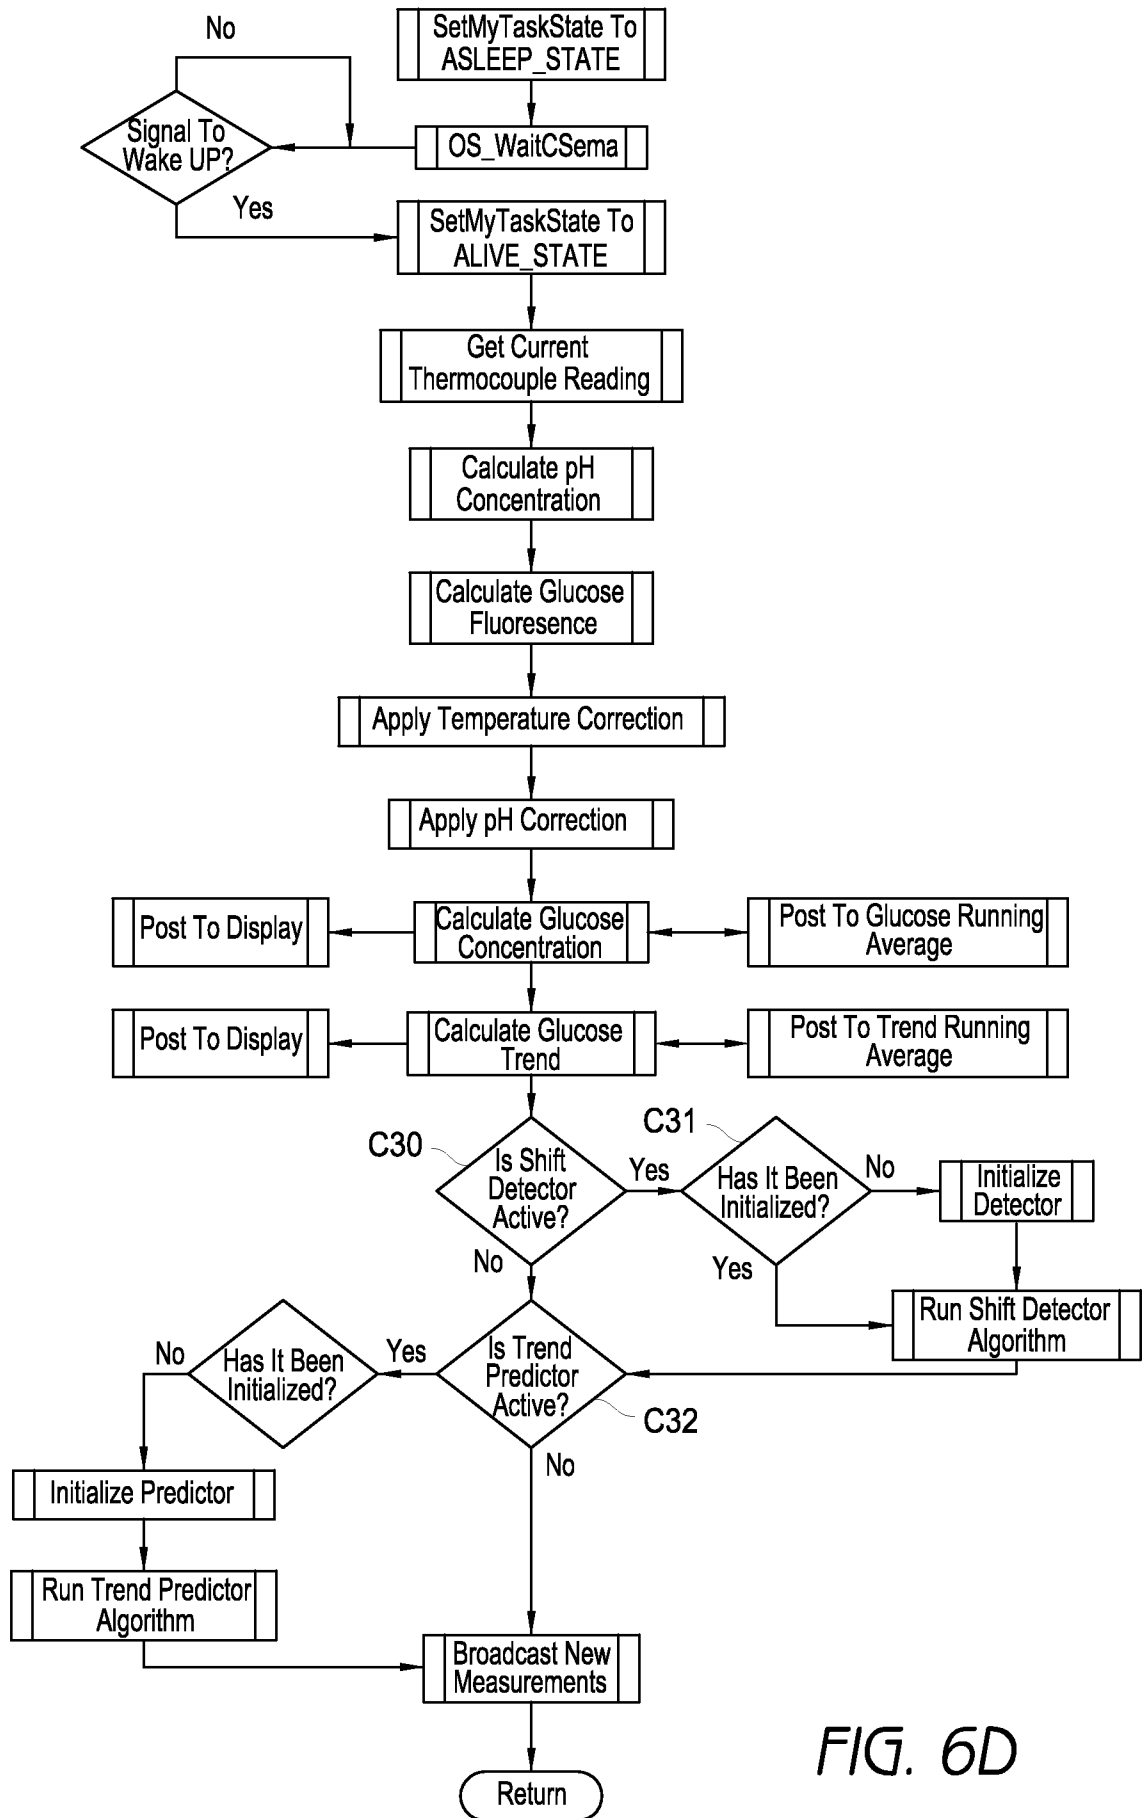 No
SetMyTaskState To
ASLEEP_STATE
Signal To
Wake UP?
OS_WaitCSema
Yes
SetMyTaskState To
ALIVE_STATE
Get Current
Thermocouple Reading
Calculate pH
Concentration
Calculate Glucose
Fluoresence
Apply Temperature Correction
Apply pH Correction
Post To Display
Calculate Glucose
Concentration
Post To Glucose Running
Average
Post To Display
Calculate Glucose
Trend
Post To Trend Running
Average
C30
Is Shift
Detector
Active?
Yes
C31
Has It Been
Initialized?
No
Initialize
Detector
No
Yes
Run Shift Detector
Algorithm
No
Has It Been
Initialized?
Yes
Is Trend
Predictor
Active?
C32
No
Initialize Predictor
Run Trend Predictor
Algorithm
Broadcast New
Measurements
Return
FIG. 6D